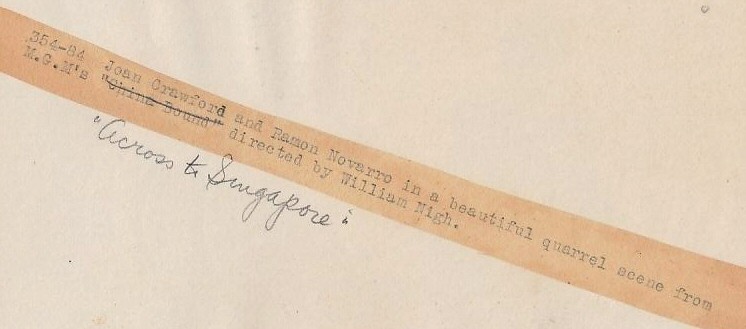 354-84 Joan Crawford and Ramon Novarro in a beautiful quarrel scene from
M.G.M's "China Bound" directed by William Nigh.
"Across to Singapore"